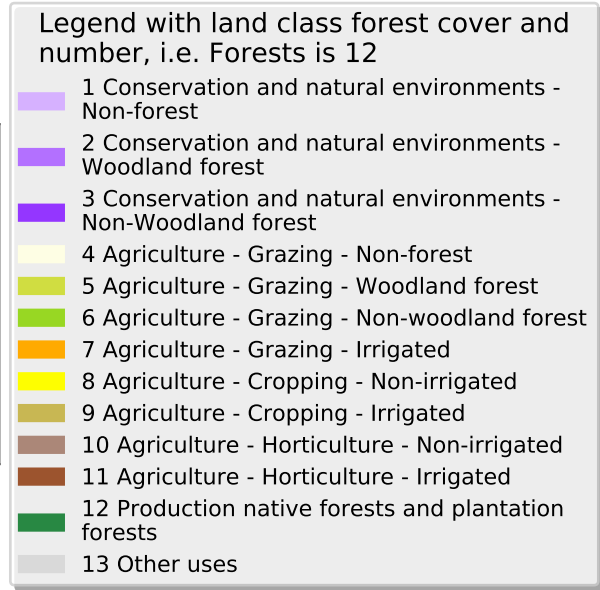 Legend with land class forest cover and
number, i.e. Forests is 12
1 Conservation and natural environments -
Non-forest
2 Conservation and natural environments -
Woodland forest
3 Conservation and natural environments -
Non-Woodland forest
4 Agriculture - Grazing - Non-forest
5 Agriculture - Grazing - Woodland forest
6 Agriculture - Grazing - Non-woodland forest
7 Agriculture - Grazing - Irrigated
8 Agriculture - Cropping - Non-irrigated
9 Agriculture - Cropping - Irrigated
10 Agriculture - Horticulture - Non-irrigated
11 Agriculture - Horticulture - Irrigated
12 Production native forests and plantation
forests
13 Other uses